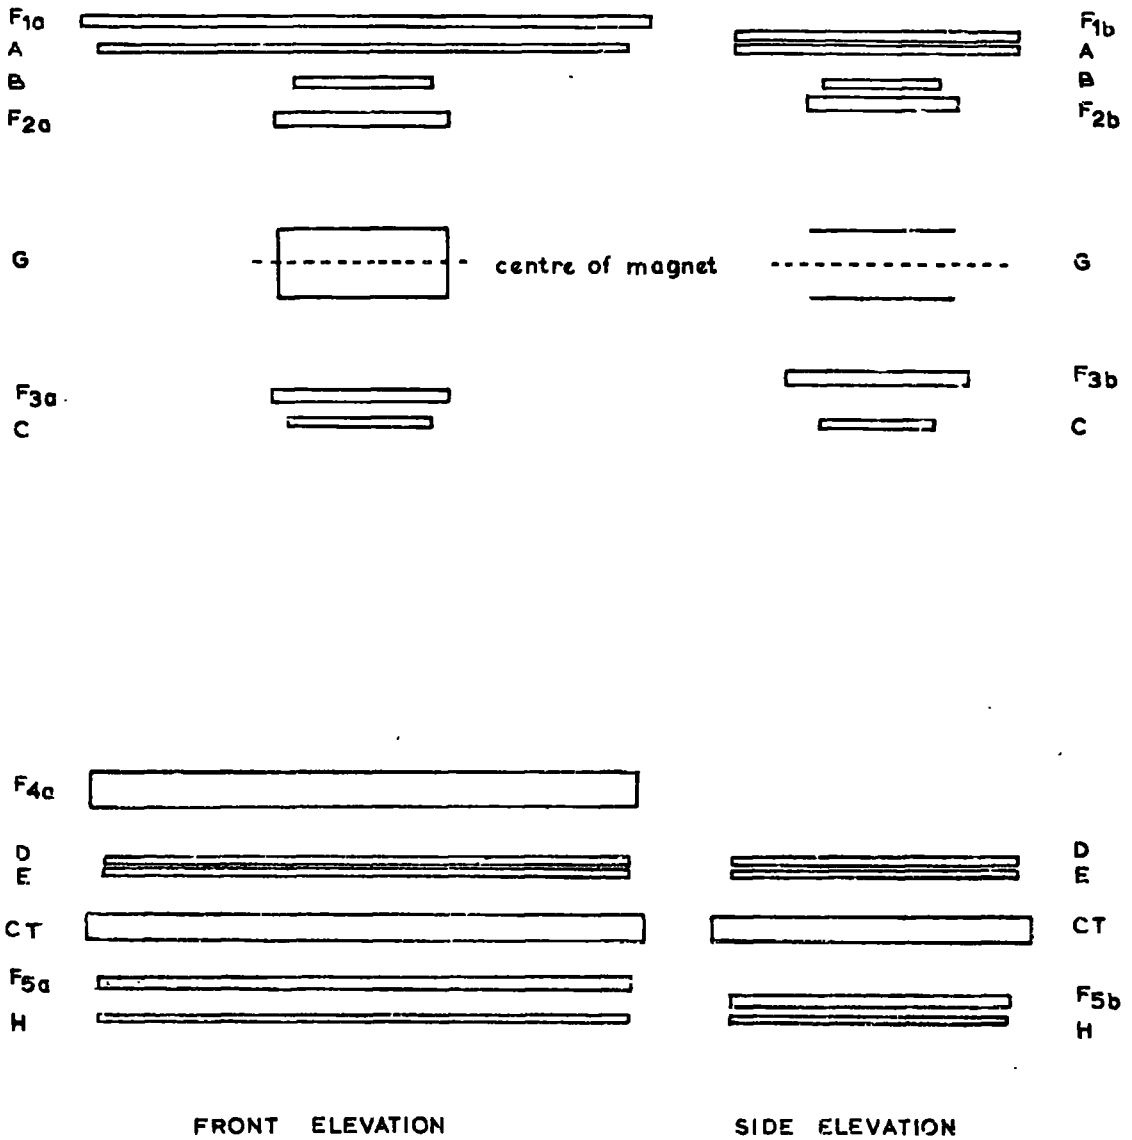 F1a F1b
A A
B B
F2a F2b
G centre of magnet G
F3a F3b
C C
F4a
D D
E E
CT CT
F5a F5b
H H
FRONT ELEVATION SIDE ELEVATION